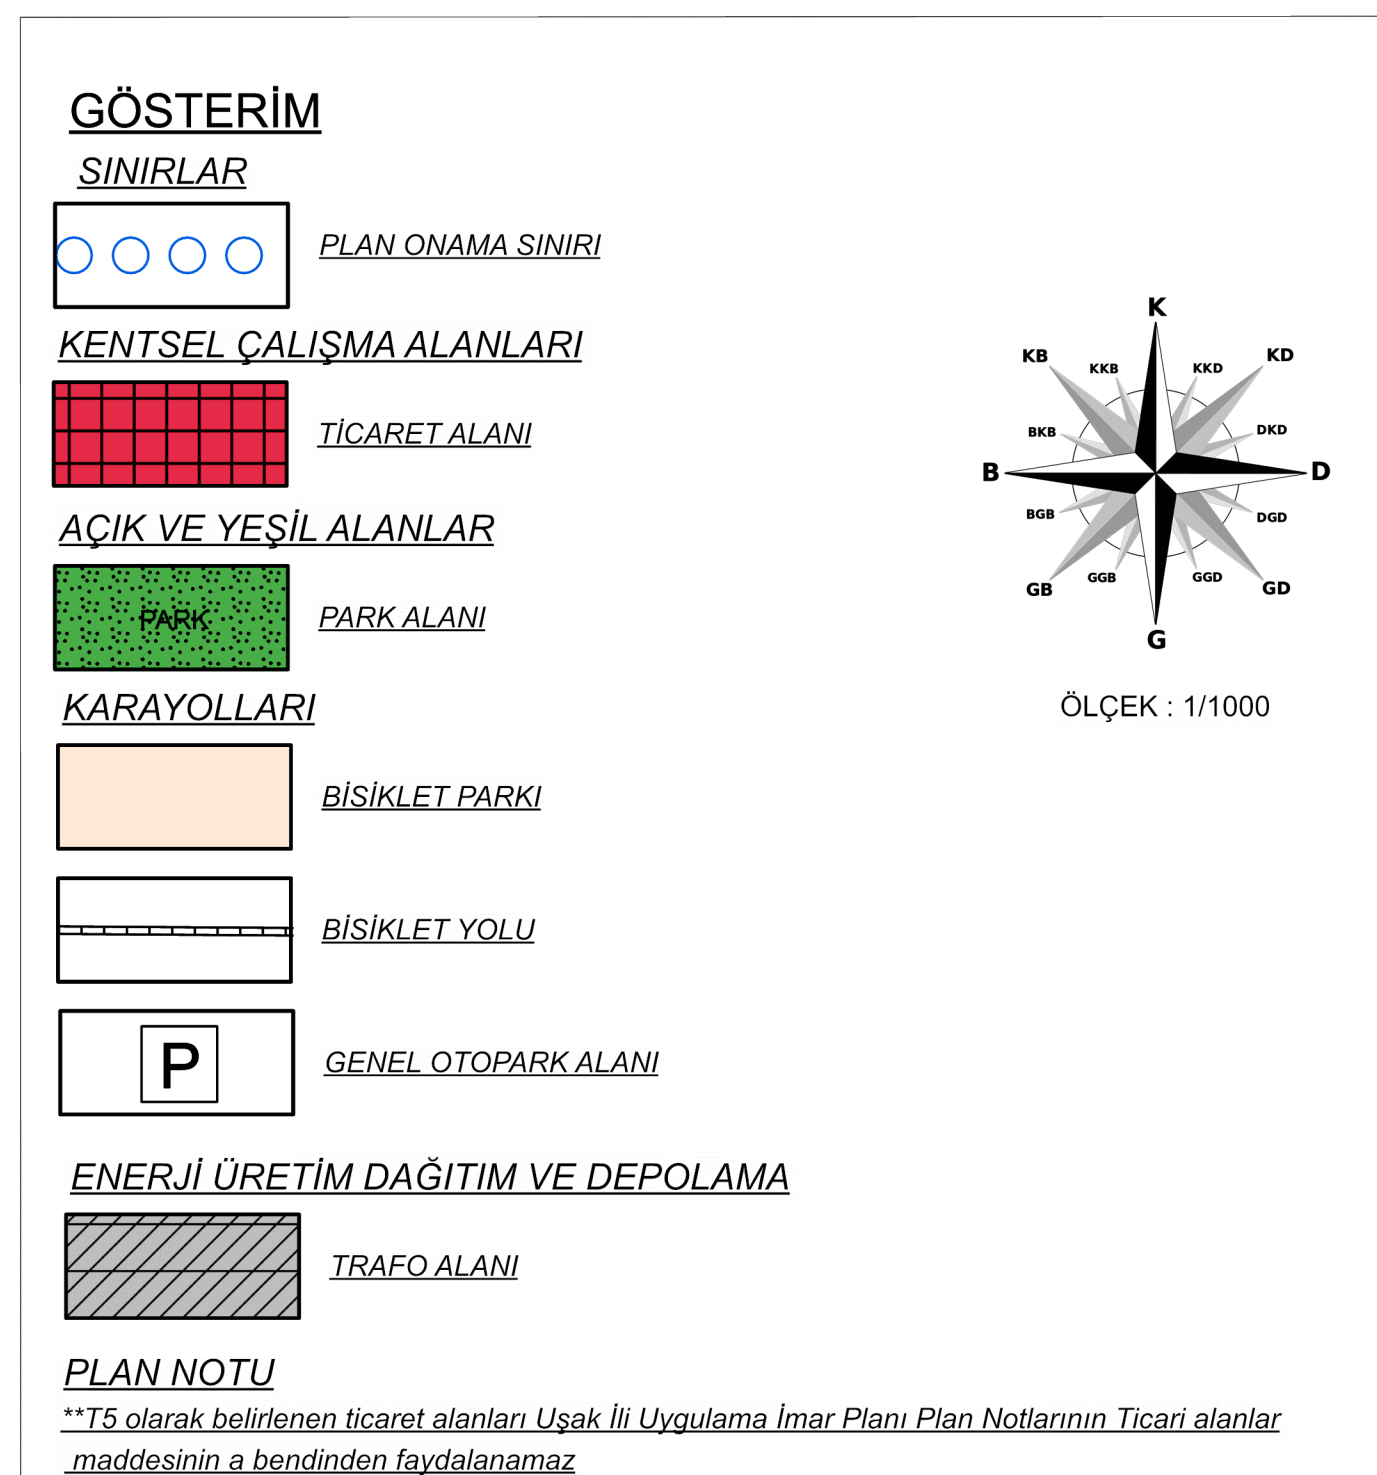 GÖSTERİM
SINIRLAR
PLAN ONAMA SINIRI
KENTSEL ÇALIŞMA ALANLARI
TİCARET ALANI
AÇIK VE YEŞİL ALANLAR
PARK
PARK ALANI
KARAYOLLARI
BİSİKLET PARKI
BİSİKLET YOLU
P
GENEL OTOPARK ALANI
ENERJİ ÜRETİM DAĞITIM VE DEPOLAMA
TRAFO ALANI
PLAN NOTU
**T5 olarak belirlenen ticaret alanları Uşak İli Uygulama İmar Planı Plan Notlarının Ticari alanlar
maddesinin a bendinden faydalanamaz
K
KB
KKB
KKD
KD
BKB
DKD
B
D
BGB
DGD
GB
GGB
GGD
GD
G
ÖLÇEK : 1/1000